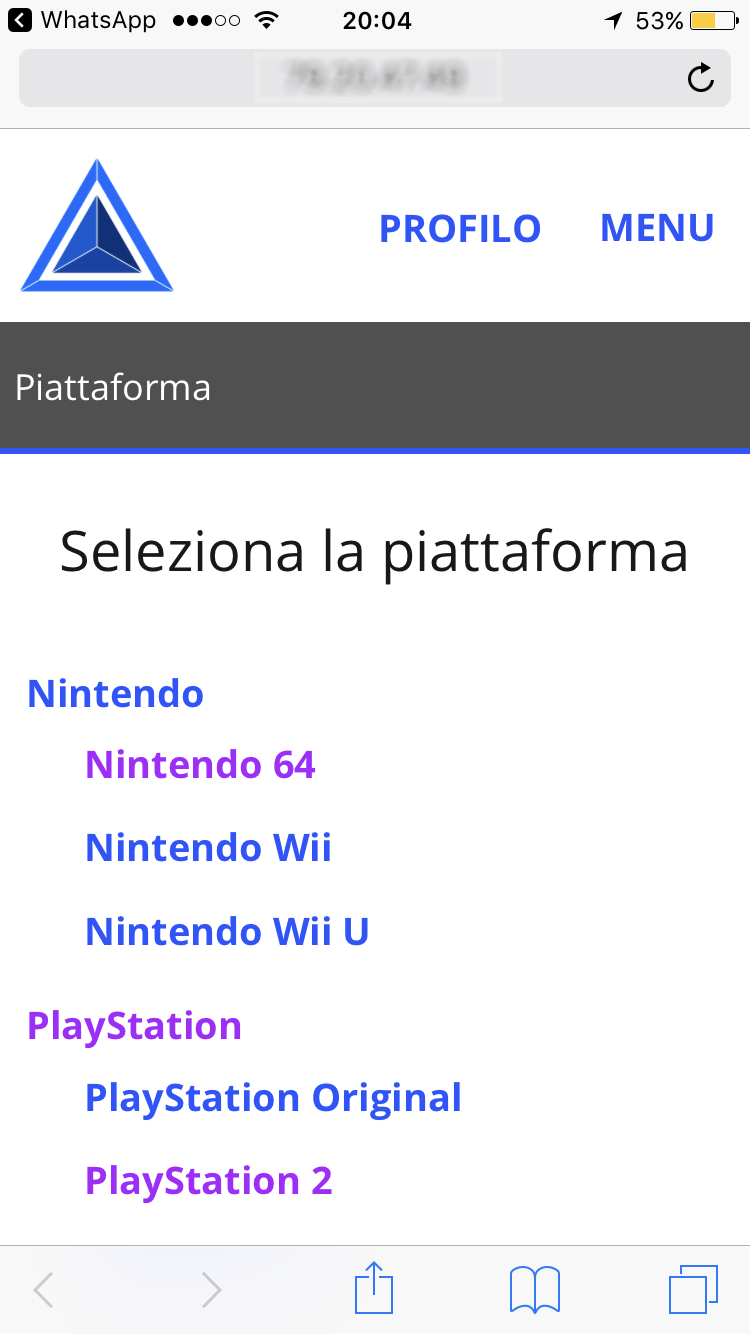 WhatsApp 20:04 53%
PROFILO MENU
Piattaforma
Seleziona la piattaforma
Nintendo
Nintendo 64
Nintendo Wii
Nintendo Wii U
PlayStation
PlayStation Original
PlayStation 2